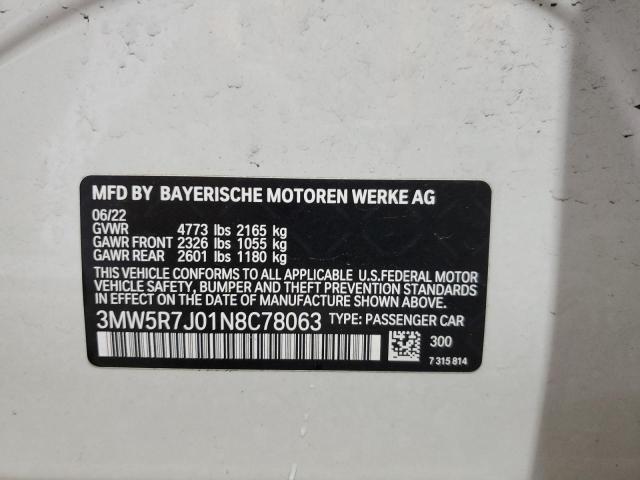 MFD BY BAYERISCHE MOTOREN WERKE AG
06/22
GVWR 4773 lbs 2165 kg
GAWR FRONT 2326 lbs 1055 kg
GAWR REAR 2601 lbs 1180 kg
THIS VEHICLE CONFORMS TO ALL APPLICABLE U.S.FEDERAL MOTOR
VEHICLE SAFETY, BUMPER AND THEFT PREVENTION STANDARDS
IN EFFECT ON THE DATE OF MANUFACTURE SHOWN ABOVE.
3MW5R7J01N8C78063 TYPE: PASSENGER CAR
300
7 315 814